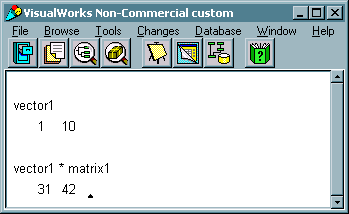 VisualWorks Non-Commercial custom
File Browse Tools Changes Database Window Help
vector1
1 10
vector1 * matrix1
31 42